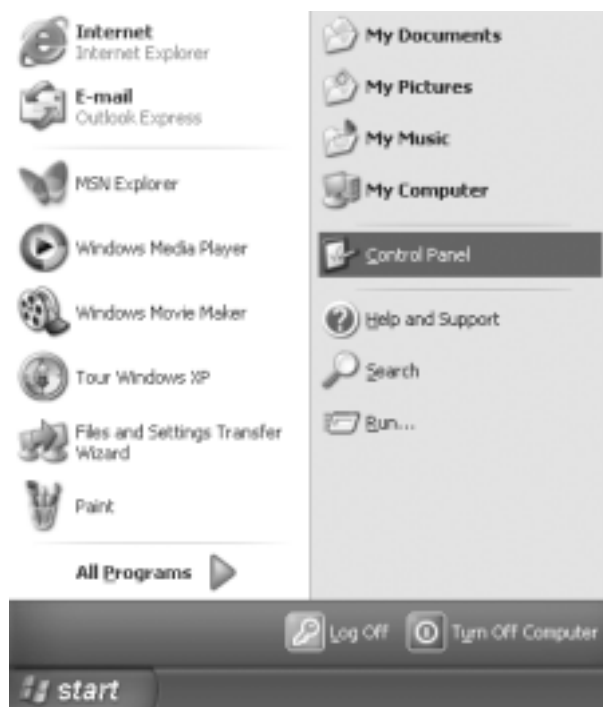 Internet
Internet Explorer
E-mail
Outlook Express
MSN Explorer
Windows Media Player
Windows Movie Maker
Tour Windows XP
Files and Settings Transfer
Wizard
Paint
All Programs
My Documents
My Pictures
My Music
My Computer
Control Panel
Help and Support
Search
Run...
Log Off
Turn Off Computer
start